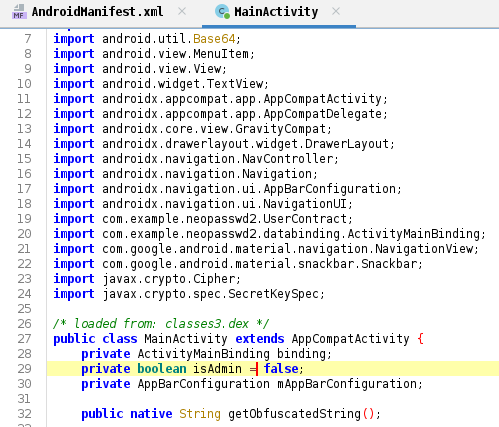 AndroidManifest.xml × MainActivity ×
7 import android.util.Base64;
8 import android.view.MenuItem;
9 import android.view.View;
10 import android.widget.TextView;
11 import androidx.appcompat.app.AppCompatActivity;
12 import androidx.appcompat.app.AppCompatDelegate;
13 import androidx.core.view.GravityCompat;
14 import androidx.drawerlayout.widget.DrawerLayout;
15 import androidx.navigation.NavController;
16 import androidx.navigation.Navigation;
17 import androidx.navigation.ui.AppBarConfiguration;
18 import androidx.navigation.ui.NavigationUI;
19 import com.example.neopasswd2.UserContract;
20 import com.example.neopasswd2.databinding.ActivityMainBinding;
21 import com.google.android.material.navigation.NavigationView;
22 import com.google.android.material.snackbar.Snackbar;
23 import javax.crypto.Cipher;
24 import javax.crypto.spec.SecretKeySpec;
25
26 /* loaded from: classes3.dex */
27 public class MainActivity extends AppCompatActivity {
28 private ActivityMainBinding binding;
29 private boolean isAdmin = false;
30 private AppBarConfiguration mAppBarConfiguration;
31
32 public native String getObfuscatedString();